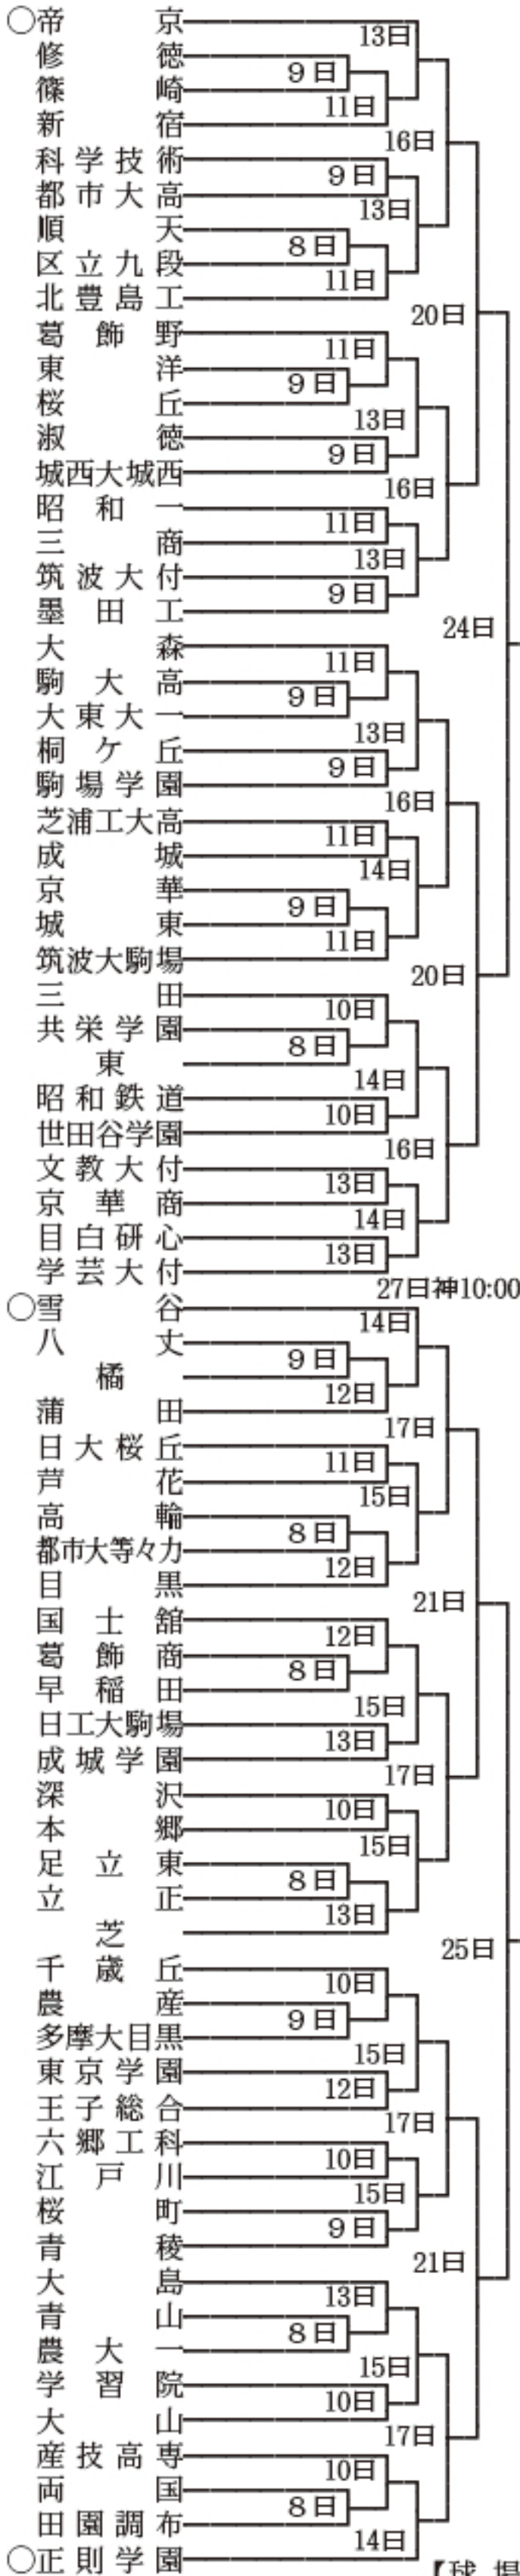 ○帝京
13日
修徳
9日
篠崎
11日
新宿
16日
科学技術
9日
都市大高
13日
順天
8日
区立九段
11日
北豊島工
20日
葛飾野
11日
東洋
9日
桜丘
13日
淑徳
9日
城西大城西
16日
昭和一
11日
三商
13日
筑波大付
9日
墨田工
24日
大森
11日
駒大高
9日
大東大一
13日
桐ケ丘
9日
駒場学園
16日
芝浦工大高
11日
成城
14日
京華
9日
城東
11日
筑波大駒場
20日
三田
10日
共栄学園
8日
東
14日
昭和鉄道
10日
世田谷学園
16日
文教大付
13日
京華商
14日
目白研心
13日
学芸大付
27日神10:00
○雪谷
14日
八丈
9日
橘
12日
蒲田
17日
日大桜丘
11日
芦花
15日
高輪
8日
都市大等々力
12日
目黒
21日
国士舘
12日
葛飾商
8日
早稲田
15日
日工大駒場
13日
成城学園
17日
深沢
10日
本郷
15日
足立東
8日
立正
13日
芝
25日
千歳丘
10日
農産
9日
多摩大目黒
15日
東京学園
12日
王子総合
17日
六郷工科
10日
江戸川
15日
桜町
9日
青稜
21日
大島
13日
青山
8日
農大一
15日
学習院
10日
大山
17日
産技高専
10日
両国
8日
田園調布
14日
○正則学園
【球場